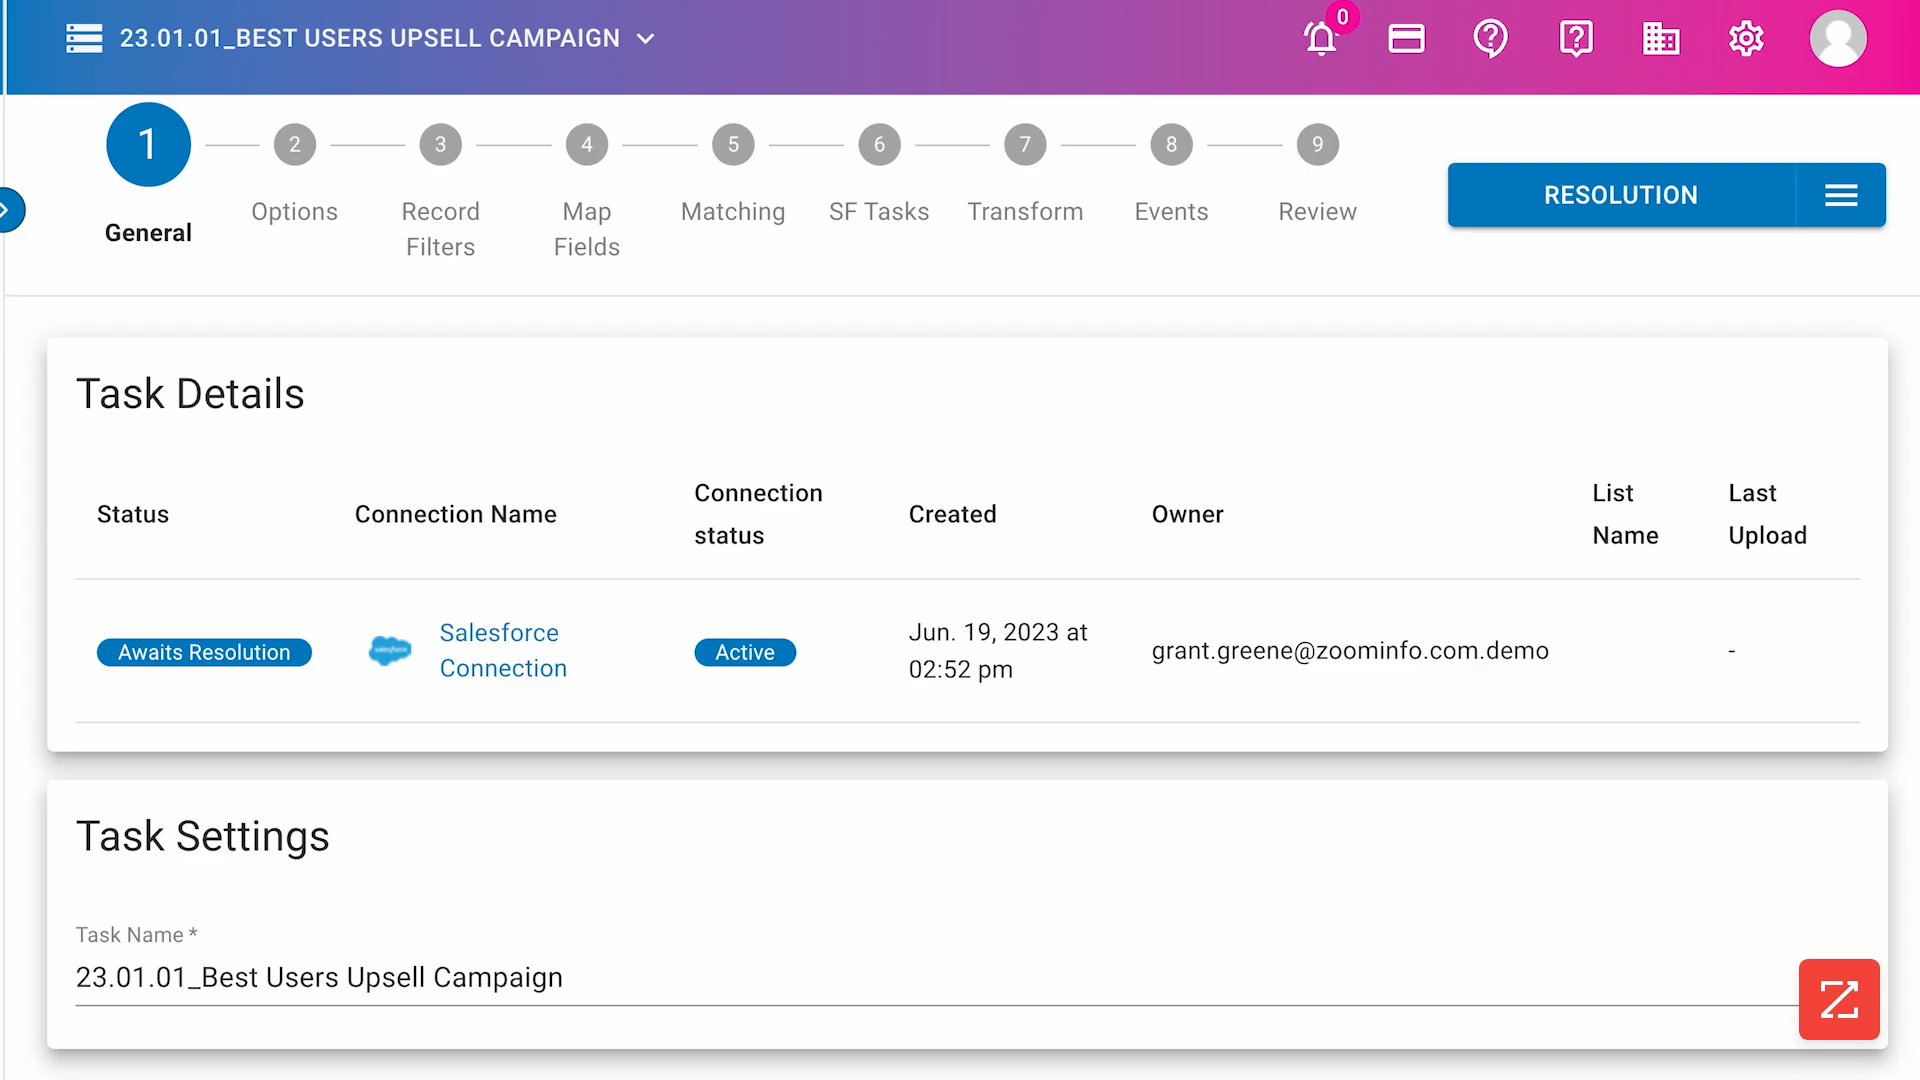 23.01.01_BEST USERS UPSELL CAMPAIGN
0
1
2
3
4
5
6
7
8
9
General
Options
Record
Filters
Map
Fields
Matching
SF Tasks
Transform
Events
Review
RESOLUTION
Task Details
Status
Connection Name
Connection
status
Created
Owner
List
Name
Last
Upload
Awaits Resolution
salesforce
Salesforce
Connection
Active
Jun. 19, 2023 at
02:52 pm
grant.greene@zoominfo.com.demo
-
Task Settings
Task Name *
23.01.01_Best Users Upsell Campaign